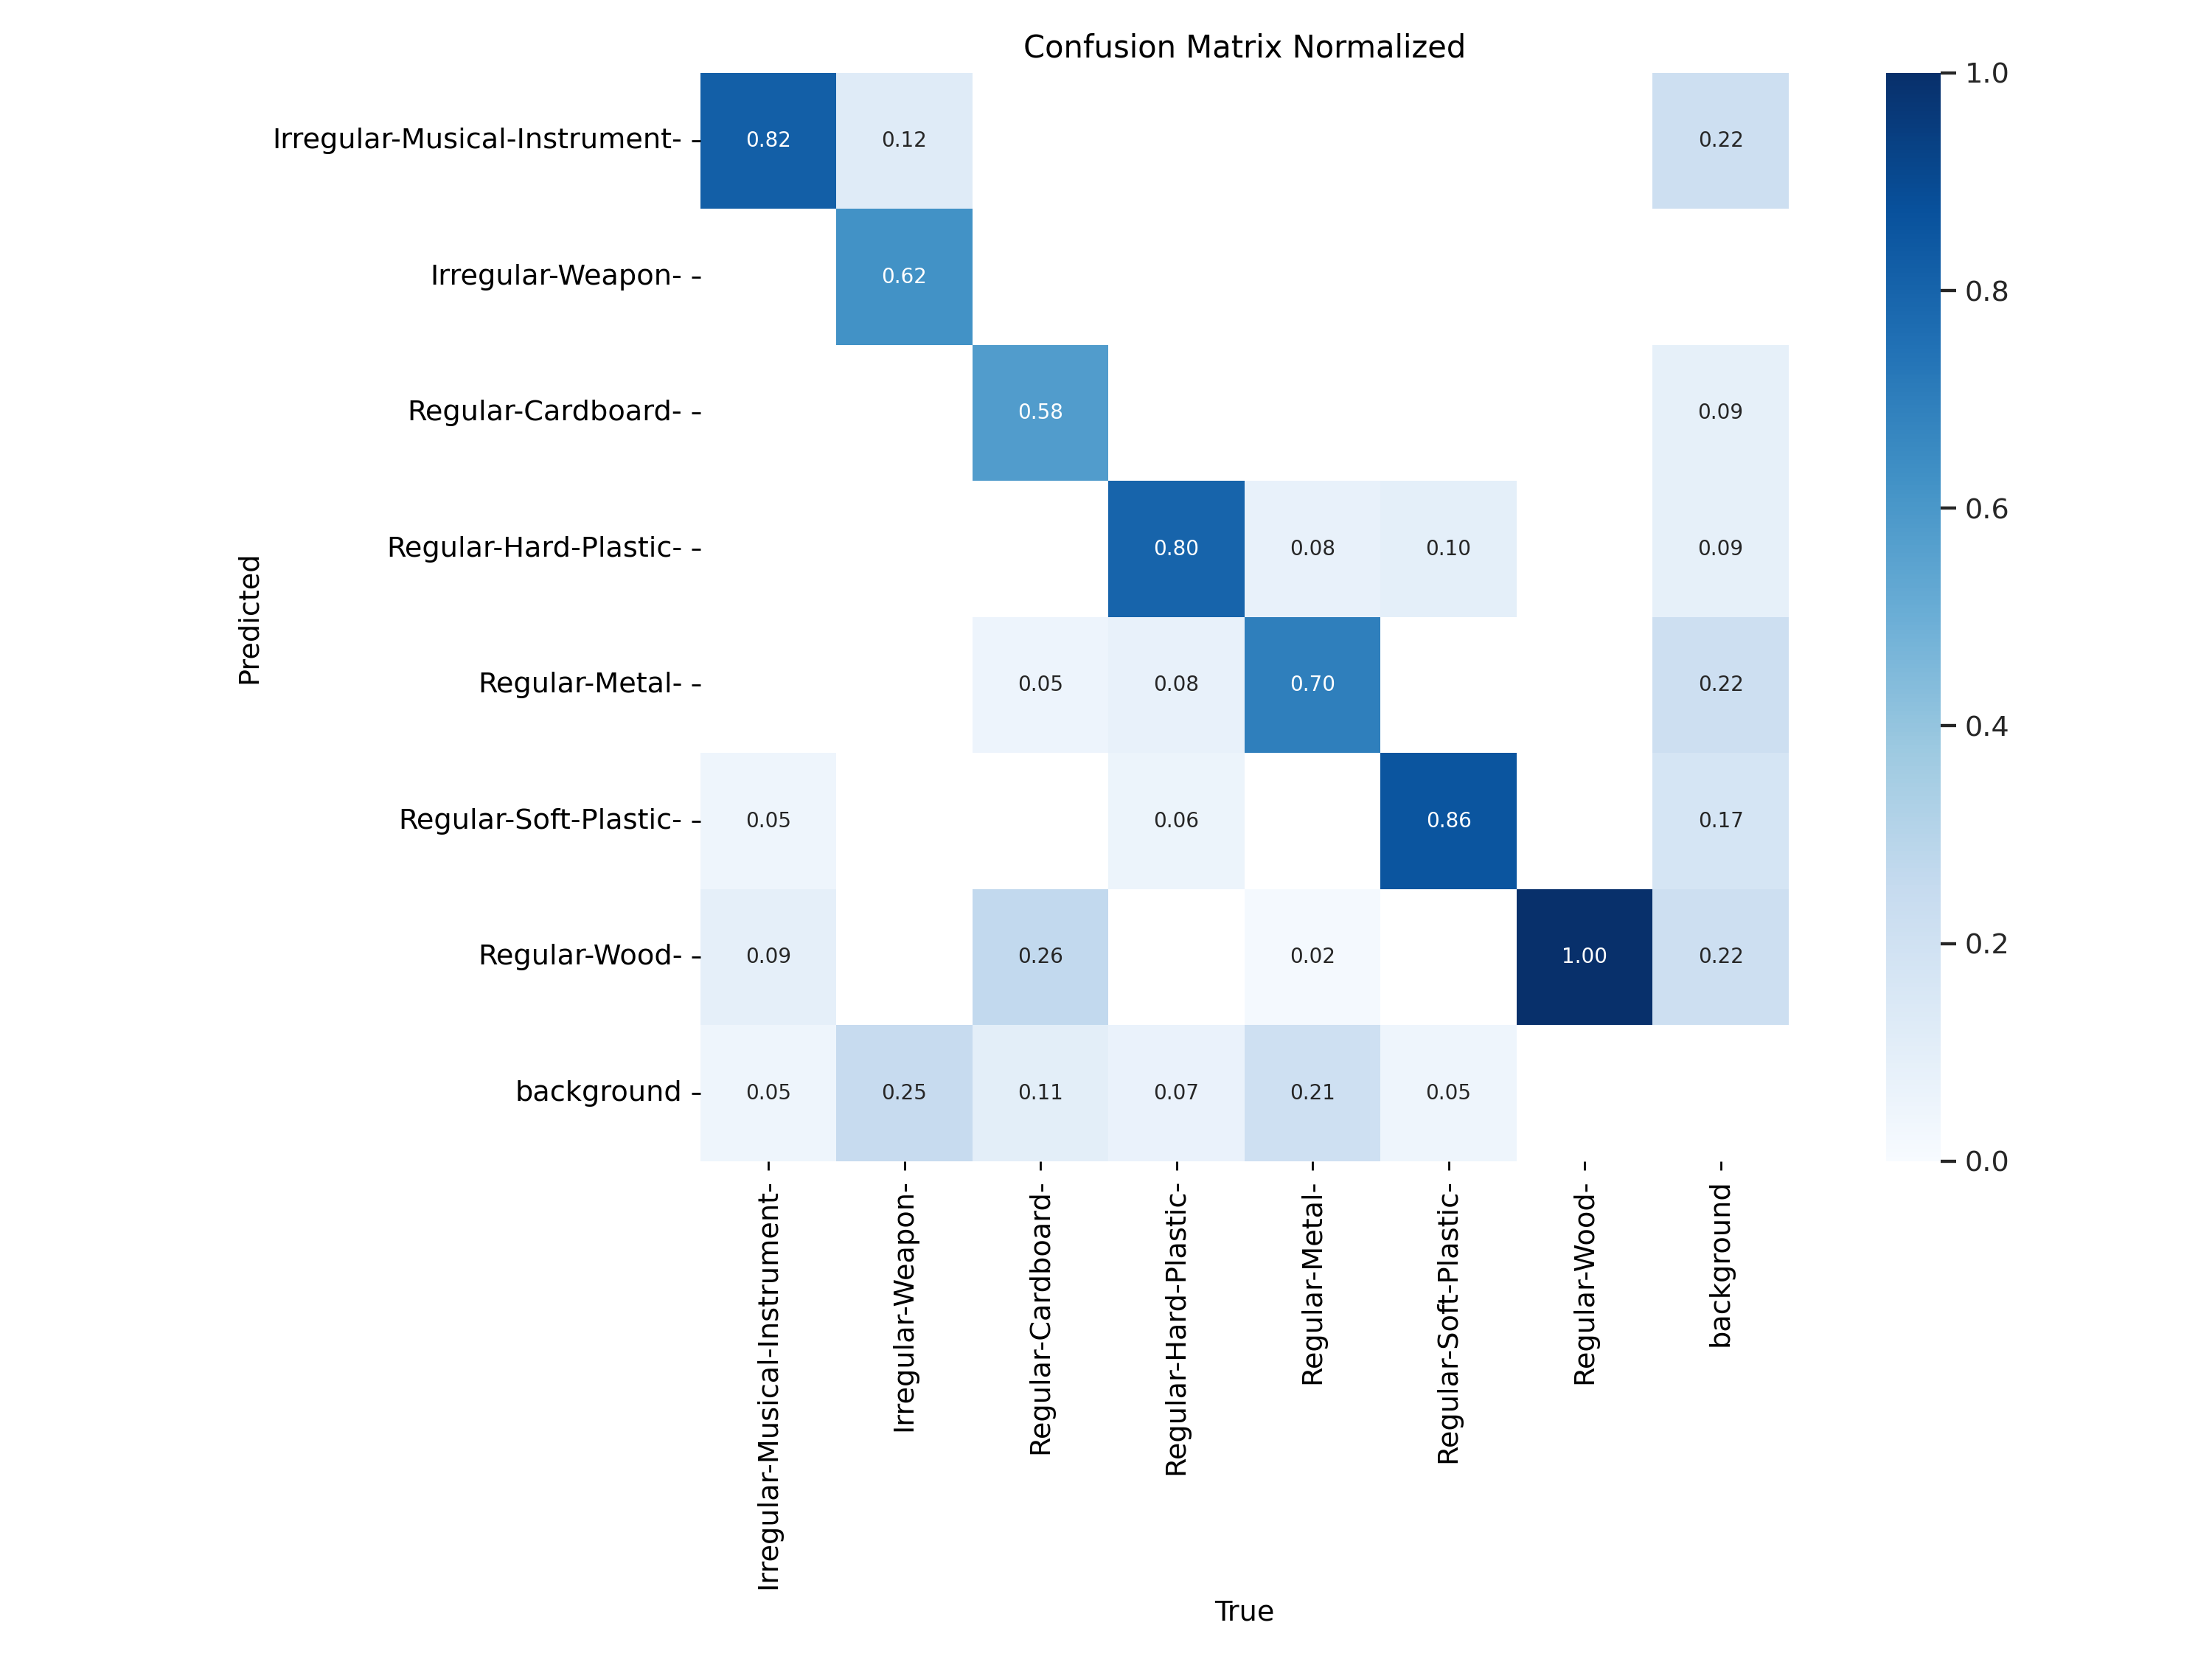 Confusion Matrix Normalized
Irregular-Musical-Instrument- 0.82 0.12 0.22
Irregular-Weapon- 0.62
Regular-Cardboard- 0.58 0.09
Regular-Hard-Plastic- 0.80 0.08 0.10 0.09
Regular-Metal- 0.05 0.08 0.70 0.22
Regular-Soft-Plastic- 0.05 0.06 0.86 0.17
Regular-Wood- 0.09 0.26 0.02 1.00 0.22
background 0.05 0.25 0.11 0.07 0.21 0.05
Predicted
Irregular-Musical-Instrument-
Irregular-Weapon-
Regular-Cardboard-
Regular-Hard-Plastic-
Regular-Metal-
Regular-Soft-Plastic-
Regular-Wood-
background
True
1.0
0.8
0.6
0.4
0.2
0.0